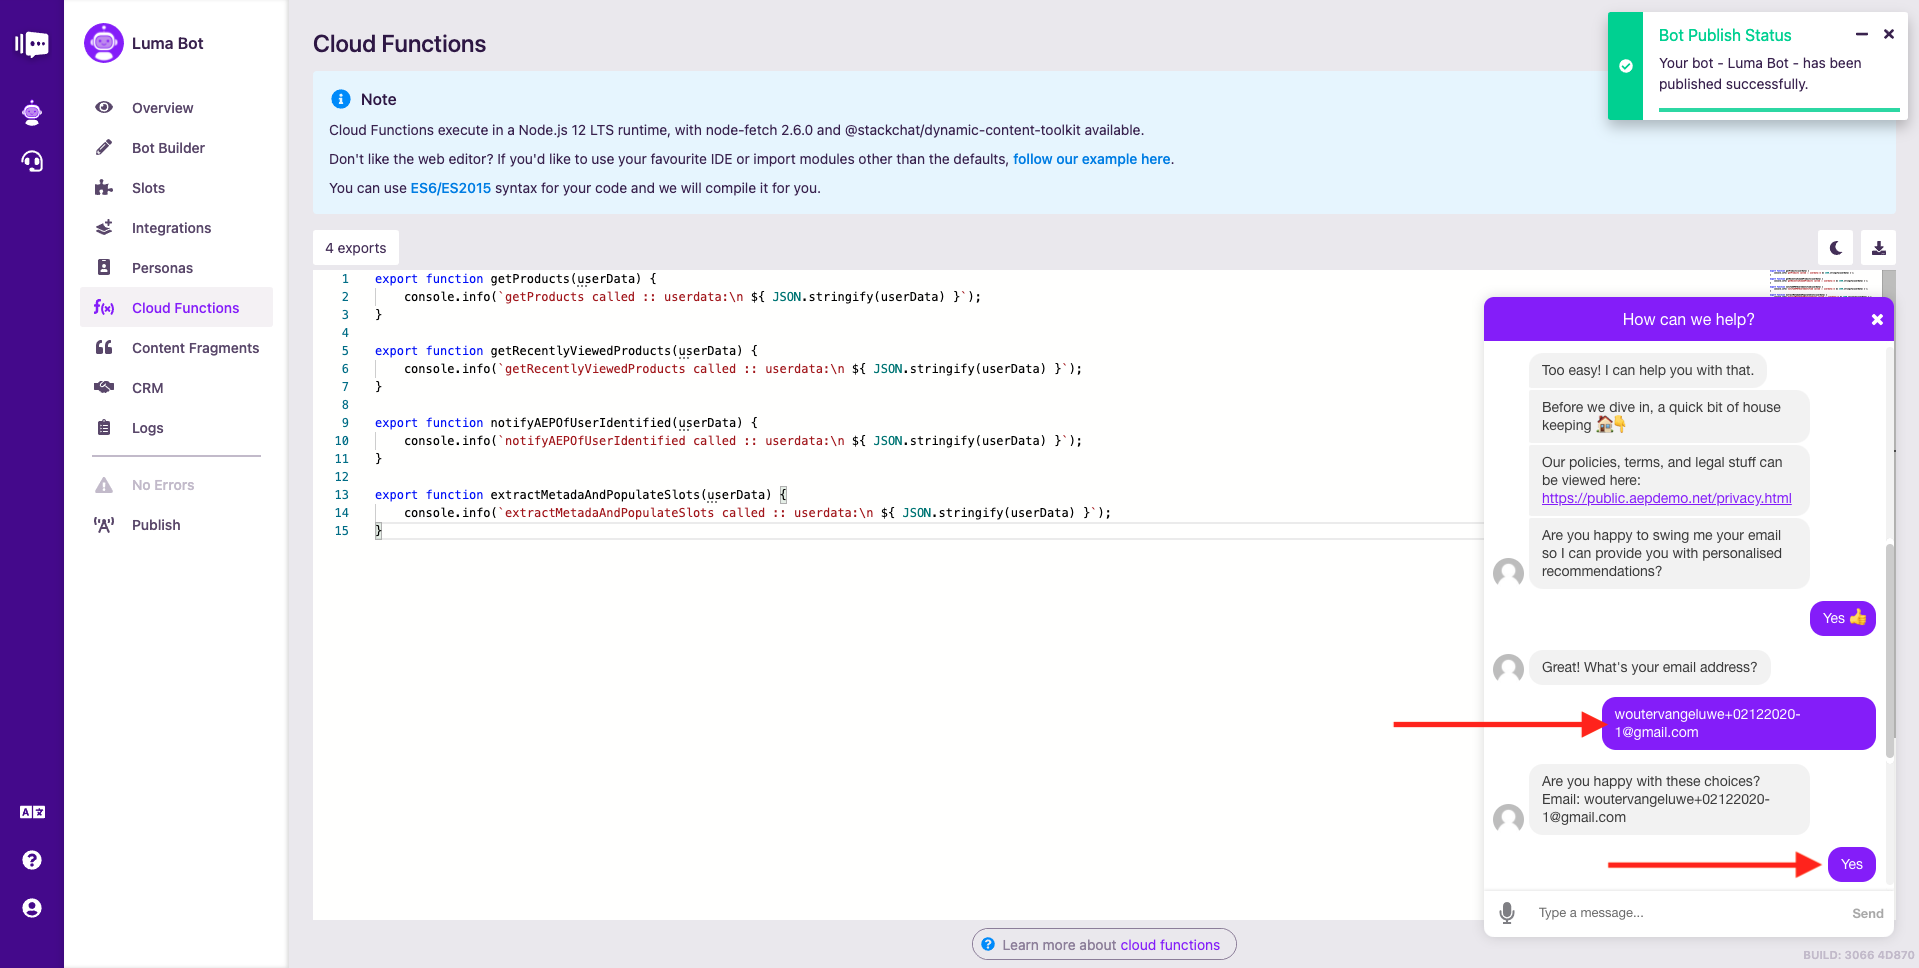 Luma Bot
Overview
Bot Builder
Slots
Integrations
Personas
f(x) Cloud Functions
Content Fragments
CRM
Logs
No Errors
Publish
Cloud Functions
Note
Cloud Functions execute in a Node.js 12 LTS runtime, with node-fetch 2.6.0 and @stackchat/dynamic-content-toolkit available.
Don't like the web editor? If you'd like to use your favourite IDE or import modules other than the defaults, follow our example here.
You can use ES6/ES2015 syntax for your code and we will compile it for you.
4 exports
1 export function getProducts(userData) {
2 console.info(`getProducts called :: userdata:\n ${ JSON.stringify(userData) }`);
3 }
4
5 export function getRecentlyViewedProducts(userData) {
6 console.info(`getRecentlyViewedProducts called :: userdata:\n ${ JSON.stringify(userData) }`);
7 }
8
9 export function notifyAEPOfUserIdentified(userData) {
10 console.info(`notifyAEPOfUserIdentified called :: userdata:\n ${ JSON.stringify(userData) }`);
11 }
12
13 export function extractMetadaAndPopulateSlots(userData) {
14 console.info(`extractMetadaAndPopulateSlots called :: userdata:\n ${ JSON.stringify(userData) }`);
15 }
Learn more about cloud functions
Bot Publish Status
Your bot - Luma Bot - has been
published successfully.
How can we help?
Too easy! I can help you with that.
Before we dive in, a quick bit of house
keeping 🏠👇
Our policies, terms, and legal stuff can
be viewed here:
https://public.aepdemo.net/privacy.html
Are you happy to swing me your email
so I can provide you with personalised
recommendations?
Yes 👍
Great! What's your email address?
woutervangeluwe+02122020-
1@gmail.com
Are you happy with these choices?
Email: woutervangeluwe+02122020-
1@gmail.com
Yes
Type a message...
Send
BUILD: 3066 4D870